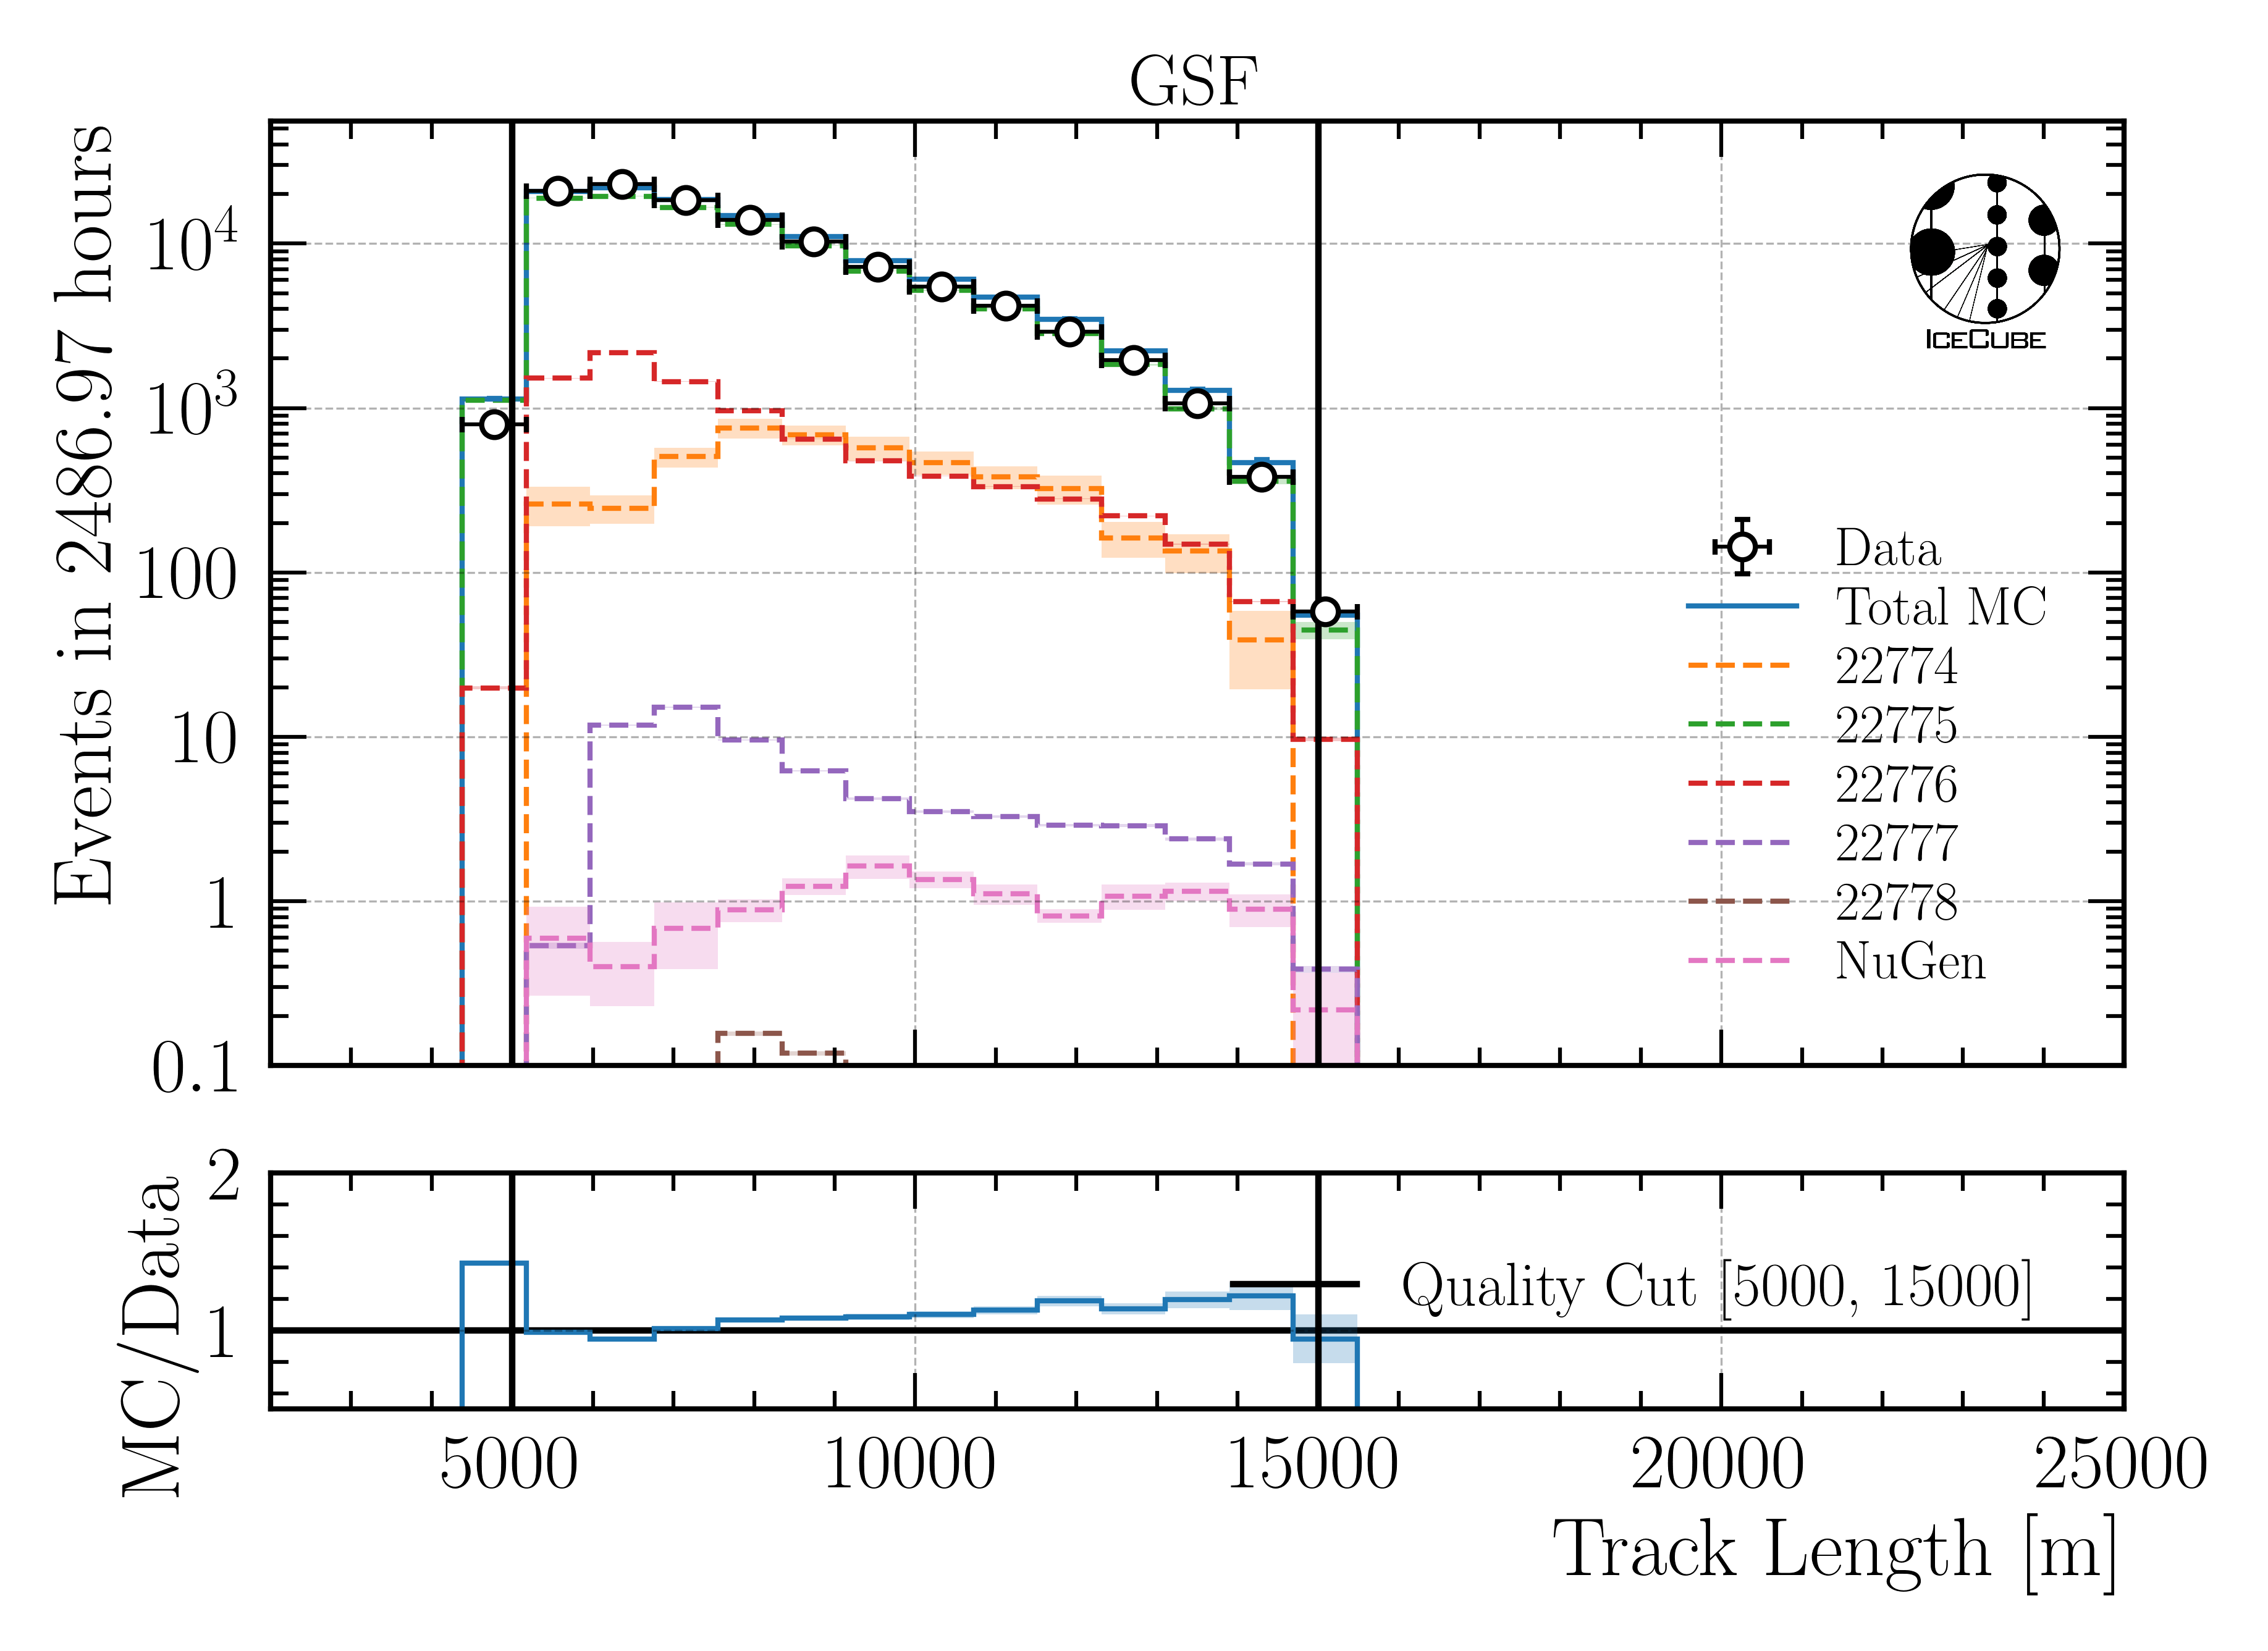 GSF
Events in 2486.97 hours
10^4
10^3
100
10
1
0.1
ICECUBE
Data
Total MC
22774
22775
22776
22777
22778
NuGen
MC/Data
2
1
Quality Cut [5000, 15000]
5000 10000 15000 20000 25000
Track Length [m]